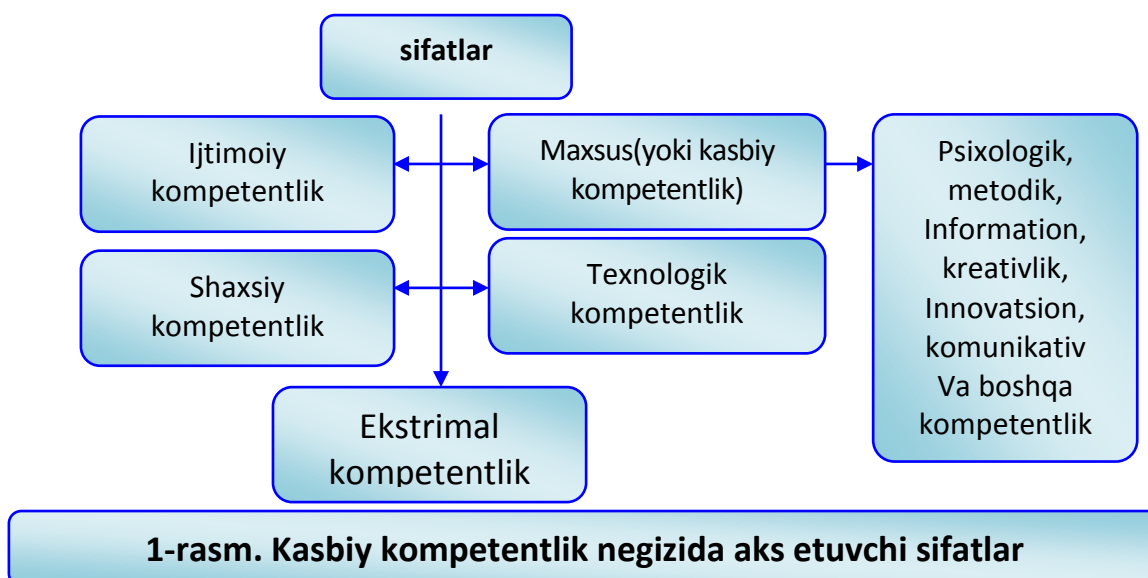 sifatlar
Ijtimoiy
kompetentlik
Maxsus(yoki kasbiy
kompetentlik)
Psixologik,
metodik,
Information,
kreativlik,
Innovatsion,
komunikativ
Va boshqa
kompetentlik
Shaxsiy
kompetentlik
Texnologik
kompetentlik
Ekstrimal
kompetentlik
1-rasm. Kasbiy kompetentlik negizida aks etuvchi sifatlar